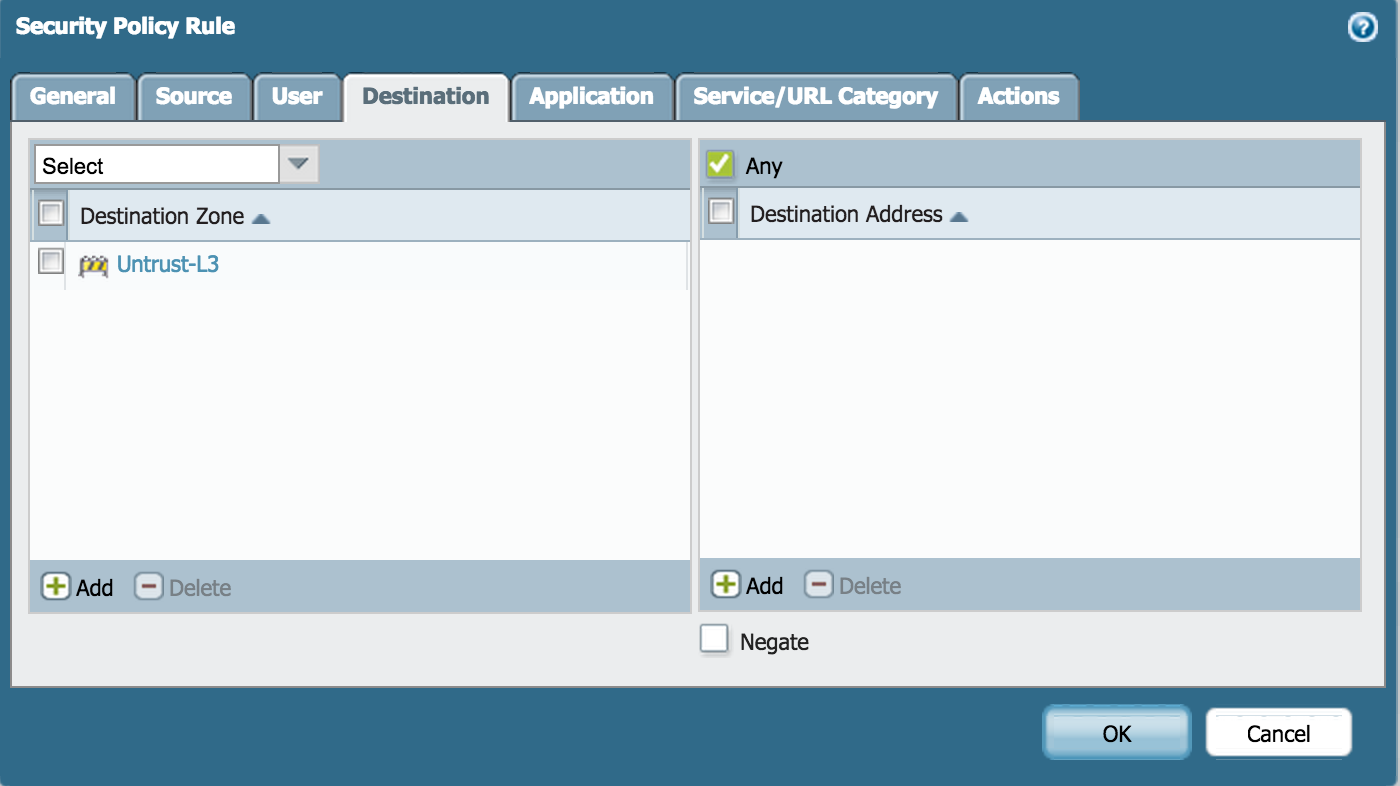 Security Policy Rule
?
General Source User Destination Application Service/URL Category Actions
Select
Destination Zone
Untrust-L3
Add Delete
Any
Destination Address
Add Delete
Negate
OK Cancel